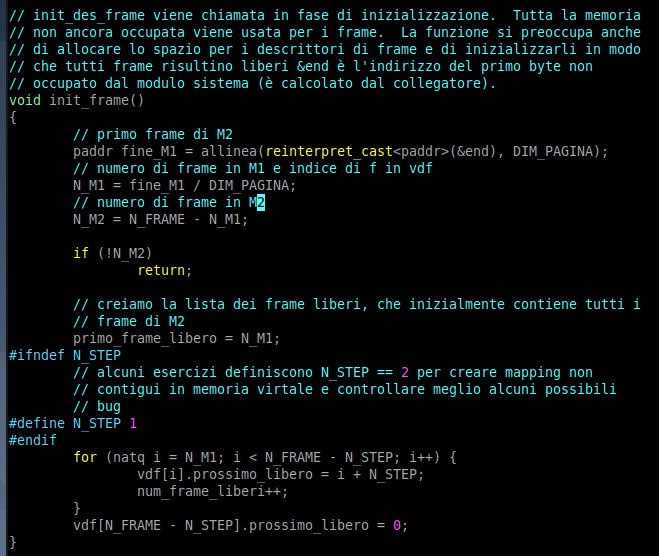 // init_des_frame viene chiamata in fase di inizializzazione.  Tutta la memoria
// non ancora occupata viene usata per i frame.  La funzione si preoccupa anche
// di allocare lo spazio per i descrittori di frame e di inizializzarli in modo
// che tutti frame risultino liberi &end è l'indirizzo del primo byte non
// occupato dal modulo sistema (è calcolato dal collegatore).
void init_frame()
{
        // primo frame di M2
        paddr fine_M1 = allinea(reinterpret_cast<paddr>(&end), DIM_PAGINA);
        // numero di frame in M1 e indice di f in vdf
        N_M1 = fine_M1 / DIM_PAGINA;
        // numero di frame in M2
        N_M2 = N_FRAME - N_M1;

        if (!N_M2)
                return;

        // creiamo la lista dei frame liberi, che inizialmente contiene tutti i
        // frame di M2
        primo_frame_libero = N_M1;
#ifndef N_STEP
        // alcuni esercizi definiscono N_STEP == 2 per creare mapping non
        // contigui in memoria virtale e controllare meglio alcuni possibili
        // bug
#define N_STEP 1
#endif
        for (natq i = N_M1; i < N_FRAME - N_STEP; i++) {
                vdf[i].prossimo_libero = i + N_STEP;
                num_frame_liberi++;
        }
        vdf[N_FRAME - N_STEP].prossimo_libero = 0;
}